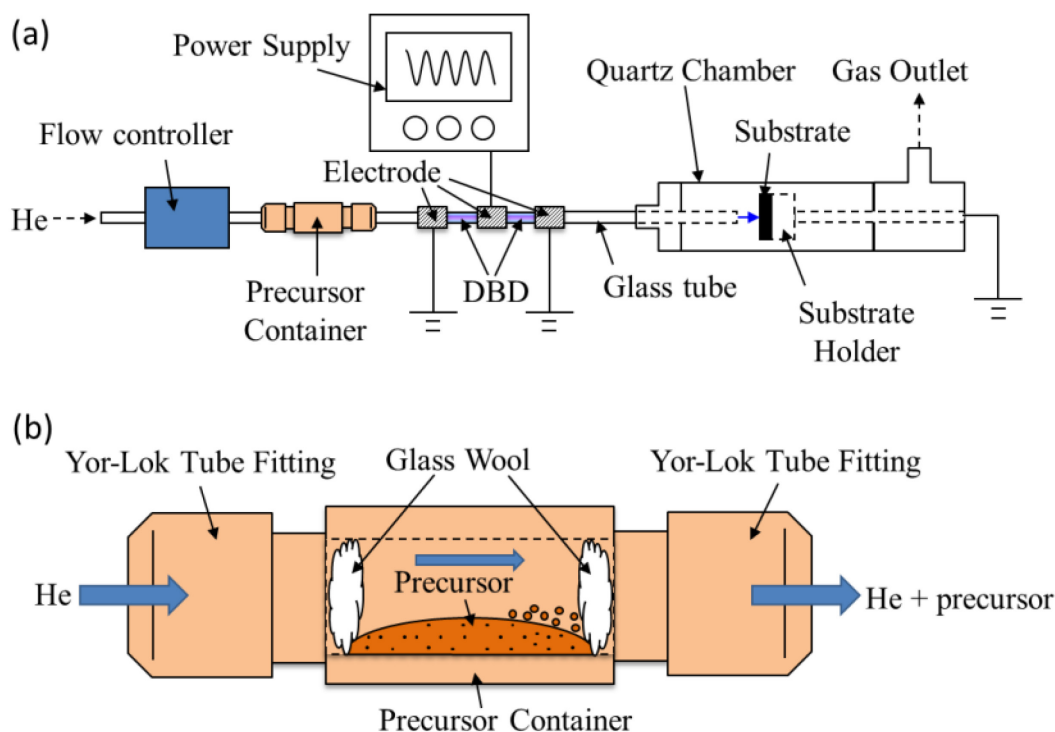 (a)
Power Supply
Quartz Chamber
Gas Outlet
Flow controller
Substrate
Electrode
He
Precursor
Container
DBD
Glass tube
Substrate
Holder
(b)
Yor-Lok Tube Fitting
Glass Wool
Yor-Lok Tube Fitting
He
Precursor
He + precursor
Precursor Container